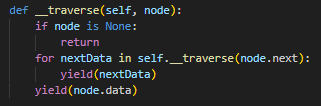 def __traverse(self, node):
    if node is None:
        return
    for nextData in self.__traverse(node.next):
        yield(nextData)
    yield(node.data)